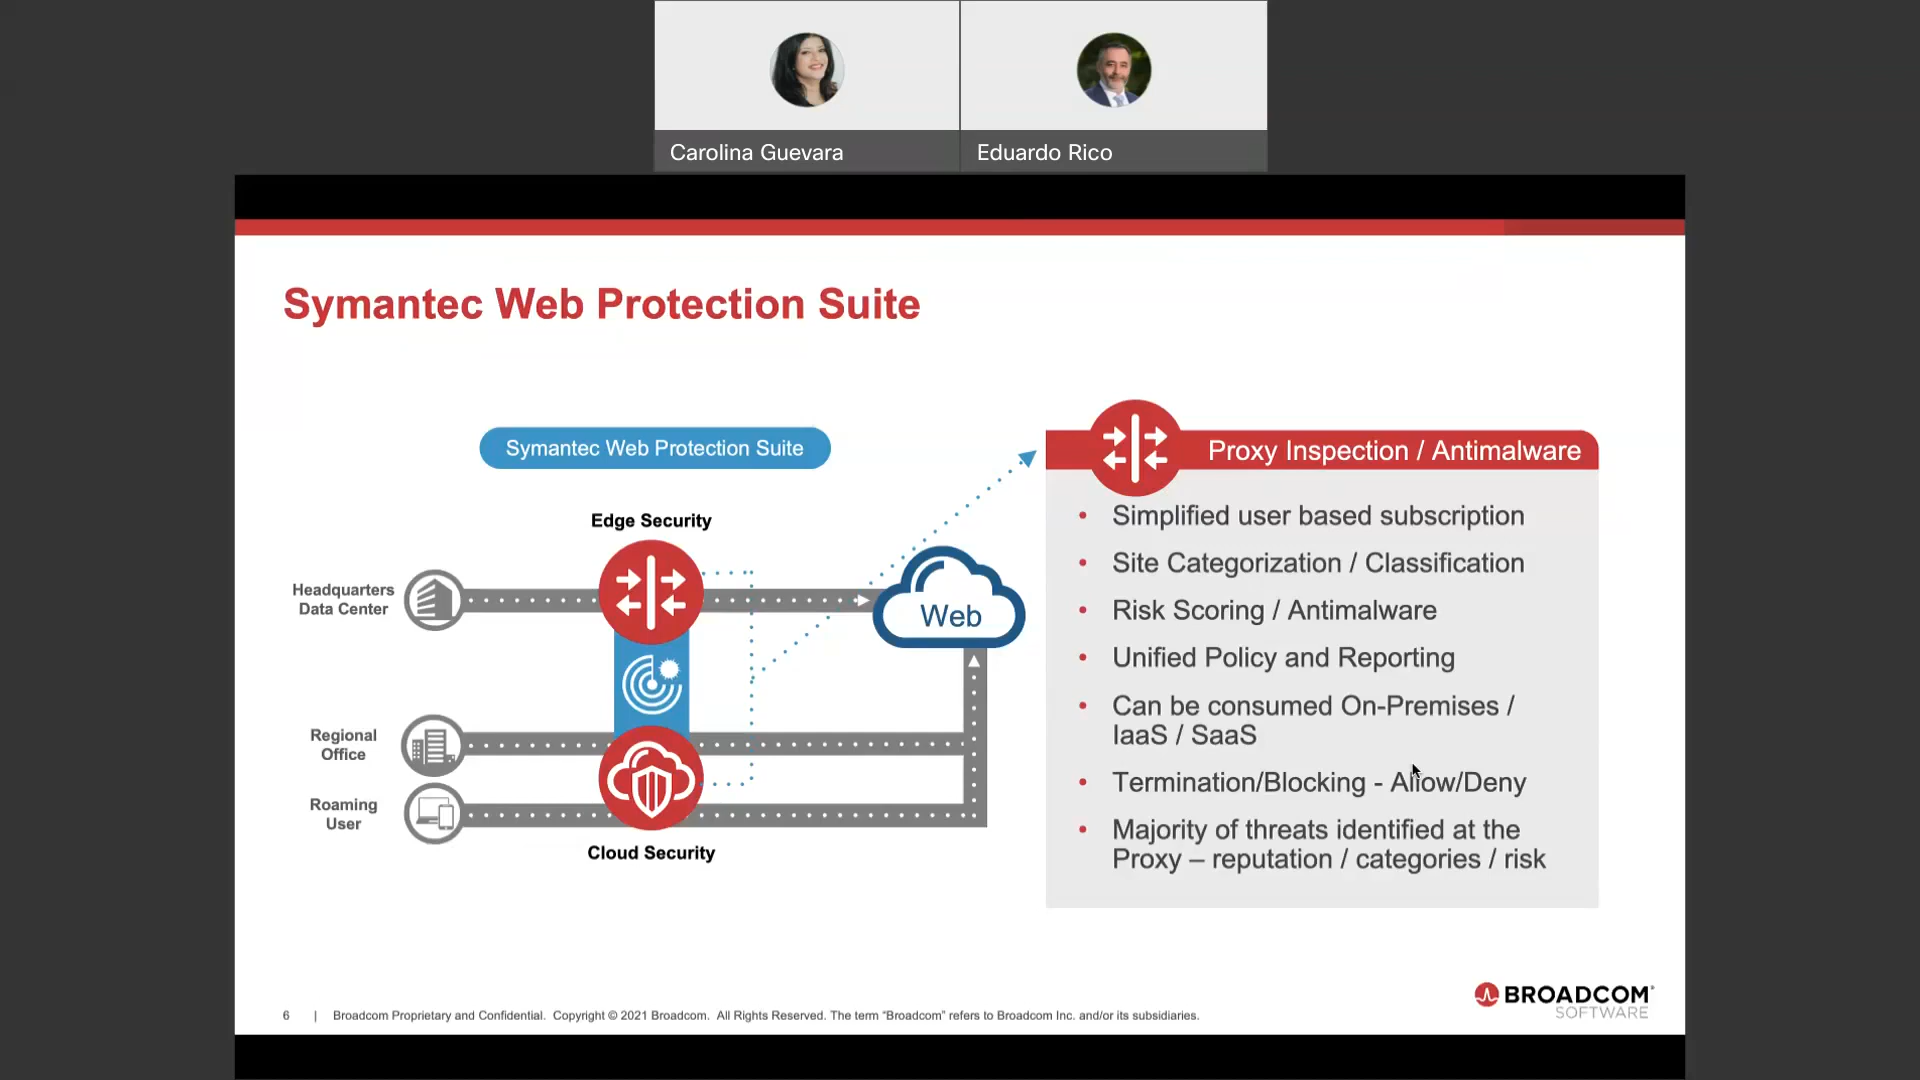 Carolina Guevara
Eduardo Rico
Symantec Web Protection Suite
Symantec Web Protection Suite
Edge Security
Headquarters
Data Center
Web
Regional
Office
Roaming
User
Cloud Security
Proxy Inspection / Antimalware
• Simplified user based subscription
• Site Categorization / Classification
• Risk Scoring / Antimalware
• Unified Policy and Reporting
• Can be consumed On-Premises /
IaaS / SaaS
• Termination/Blocking - Allow/Deny
• Majority of threats identified at the
Proxy – reputation / categories / risk
BROADCOM®
SOFTWARE
6 | Broadcom Proprietary and Confidential. Copyright © 2021 Broadcom. All Rights Reserved. The term “Broadcom” refers to Broadcom Inc. and/or its subsidiaries.